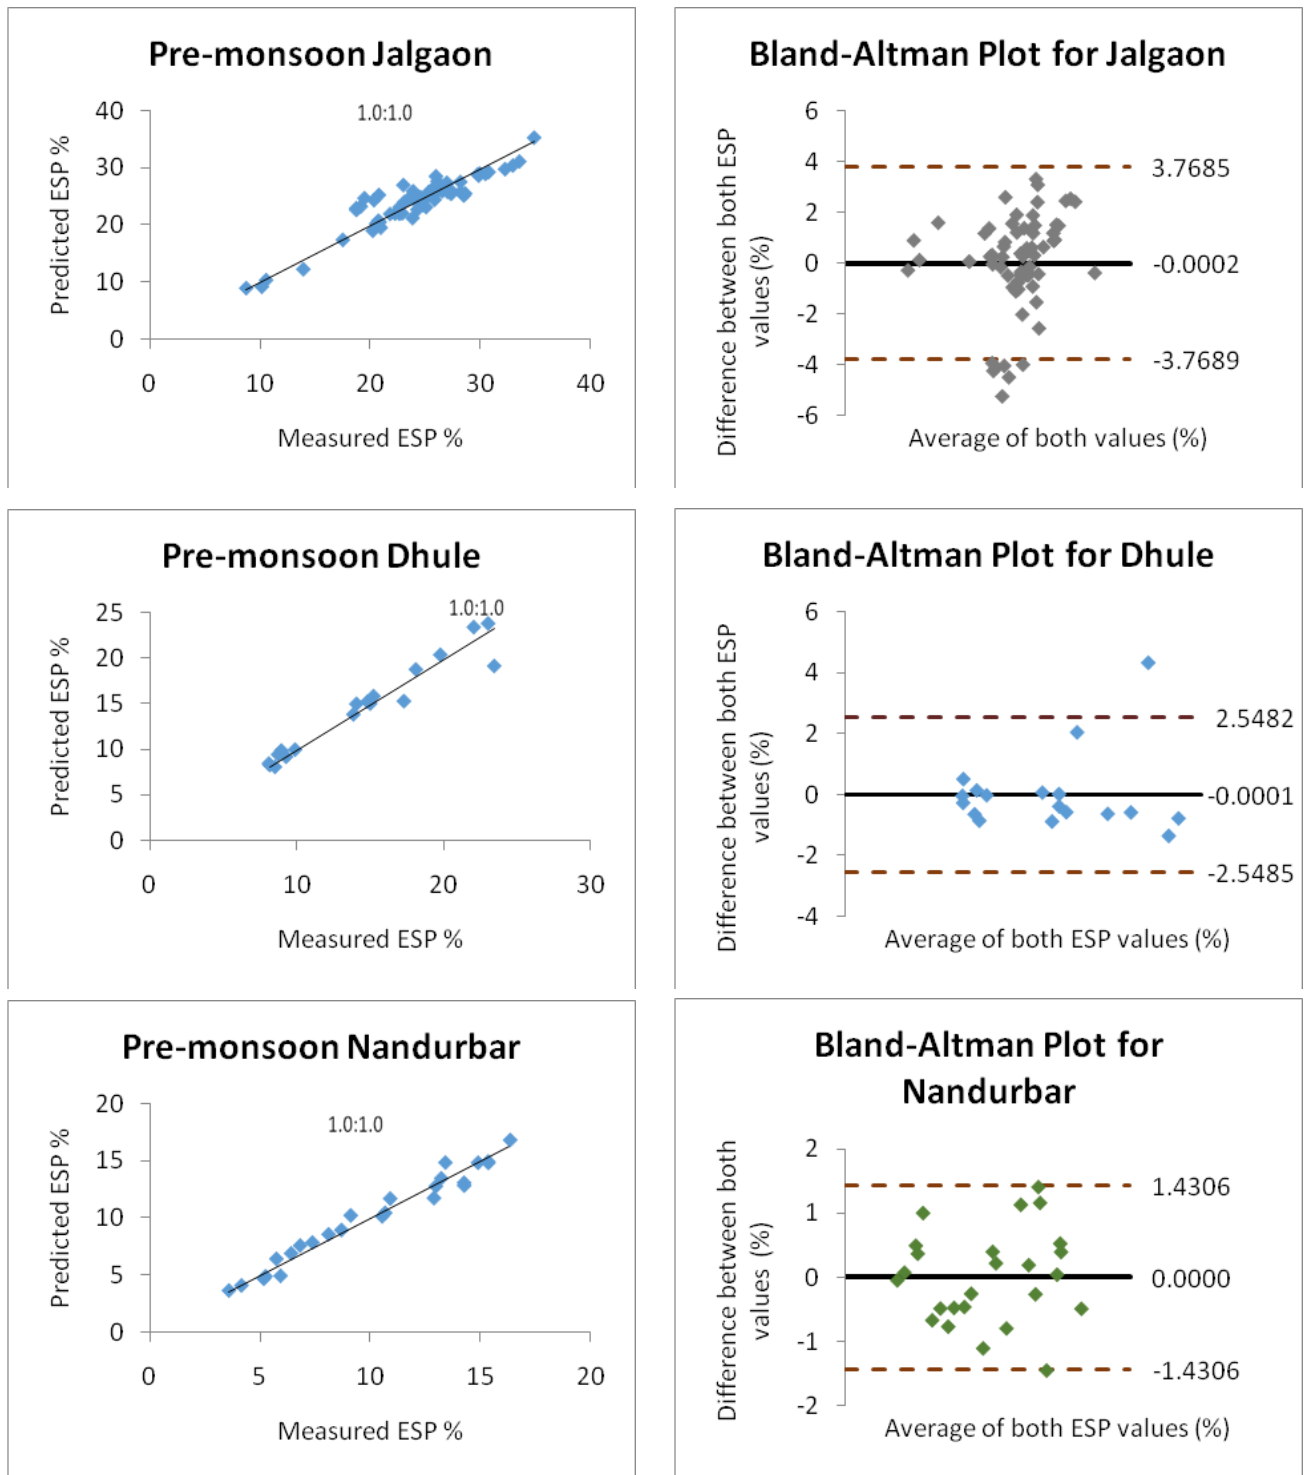 Pre-monsoon Jalgaon
1.0:1.0
Predicted ESP %
40
30
20
10
0
0 10 20 30 40
Measured ESP %
Bland-Altman Plot for Jalgaon
Difference between both ESP
values (%)
6
4
2
0
-2
-4
-6
3.7685
-0.0002
-3.7689
Average of both values (%)
Pre-monsoon Dhule
1.0:1.0
Predicted ESP %
25
20
15
10
5
0
0 10 20 30
Measured ESP %
Bland-Altman Plot for Dhule
Difference between both ESP
values (%)
6
4
2
0
-2
-4
2.5482
-0.0001
-2.5485
Average of both ESP values (%)
Pre-monsoon Nandurbar
1.0:1.0
Predicted ESP %
20
15
10
5
0
0 5 10 15 20
Measured ESP %
Bland-Altman Plot for
Nandurbar
Difference between both
values (%)
2
1
0
-1
-2
1.4306
0.0000
-1.4306
Average of both ESP values (%)